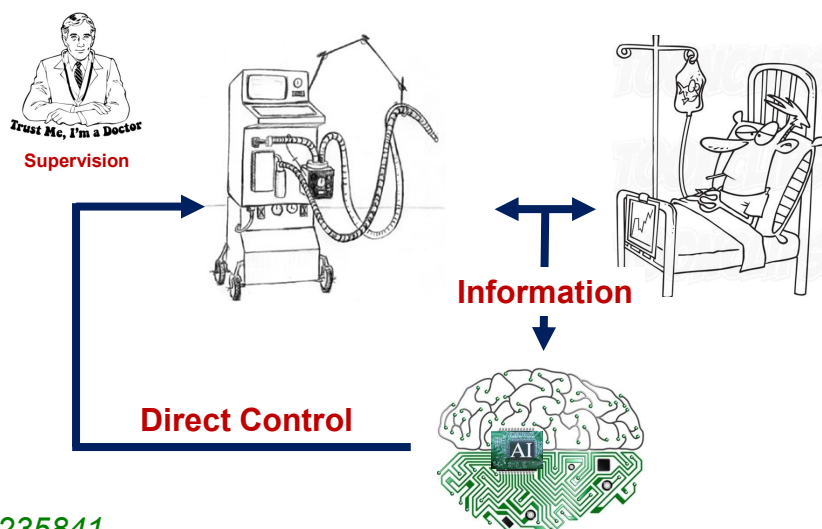 Trust Me, I'm a Doctor
Supervision
Information
Direct Control
AI
235841